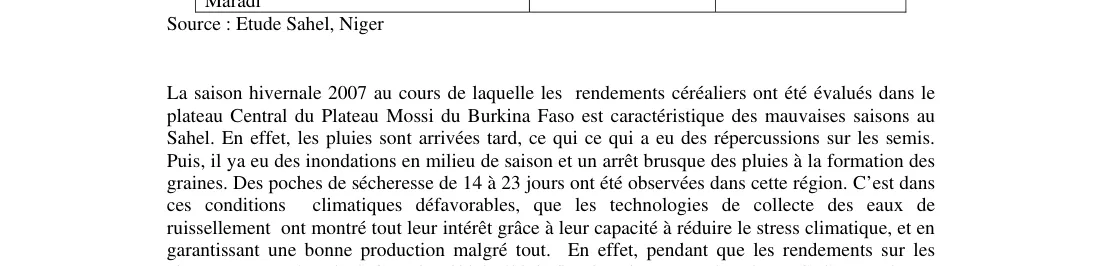 Maradi
Source : Etude Sahel, Niger
La saison hivernale 2007 au cours de laquelle les rendements céréaliers ont été évalués dans le
plateau Central du Plateau Mossi du Burkina Faso est caractéristique des mauvaises saisons au
Sahel. En effet, les pluies sont arrivées tard, ce qui ce qui a eu des répercussions sur les semis.
Puis, il ya eu des inondations en milieu de saison et un arrêt brusque des pluies à la formation des
graines. Des poches de sécheresse de 14 à 23 jours ont été observées dans cette région. C’est dans
ces conditions climatiques défavorables, que les technologies de collecte des eaux de
ruissellement ont montré tout leur intérêt grâce à leur capacité à réduire le stress climatique, et en
garantissant une bonne production malgré tout. En effet, pendant que les rendements sur les